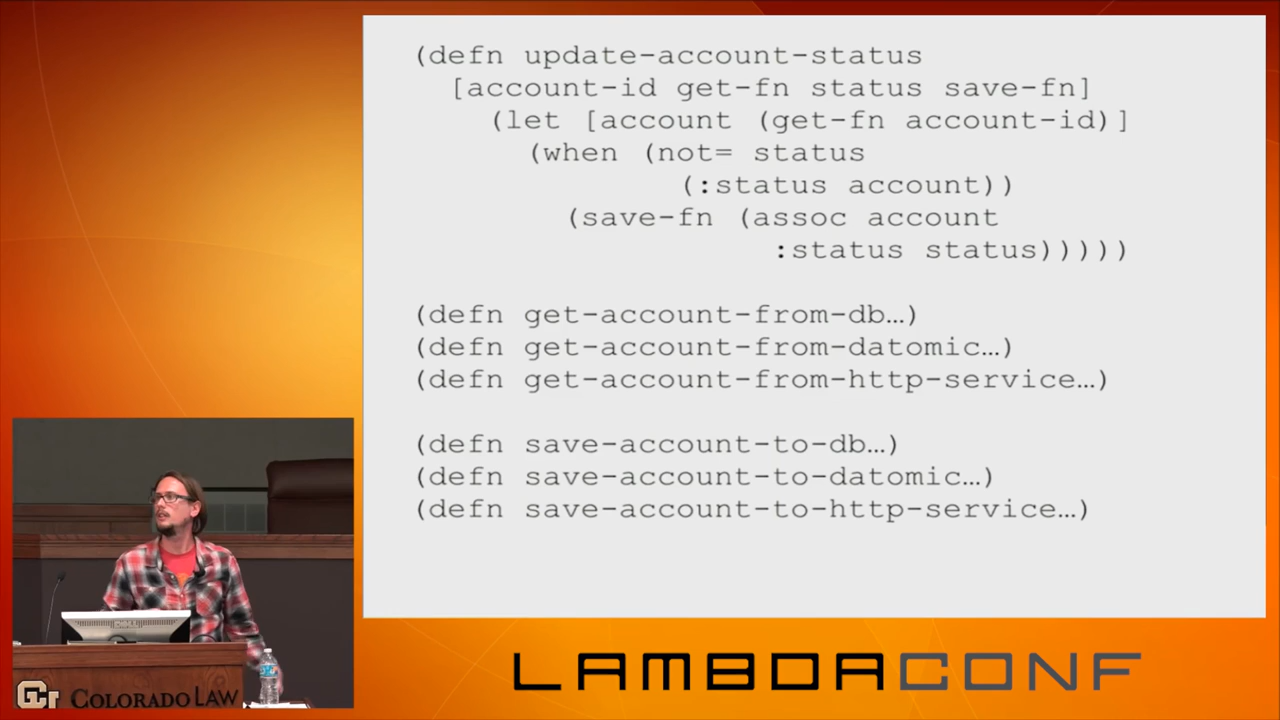 (defn update-account-status
[account-id get-fn status save-fn]
(let [account (get-fn account-id)]
(when (not= status
(:status account))
(save-fn (assoc account
:status status)))))
(defn get-account-from-db…)
(defn get-account-from-datomic…)
(defn get-account-from-http-service…)
(defn save-account-to-db…)
(defn save-account-to-datomic…)
(defn save-account-to-http-service…)
DELL
COLORADO LAW
LAMBDACONF